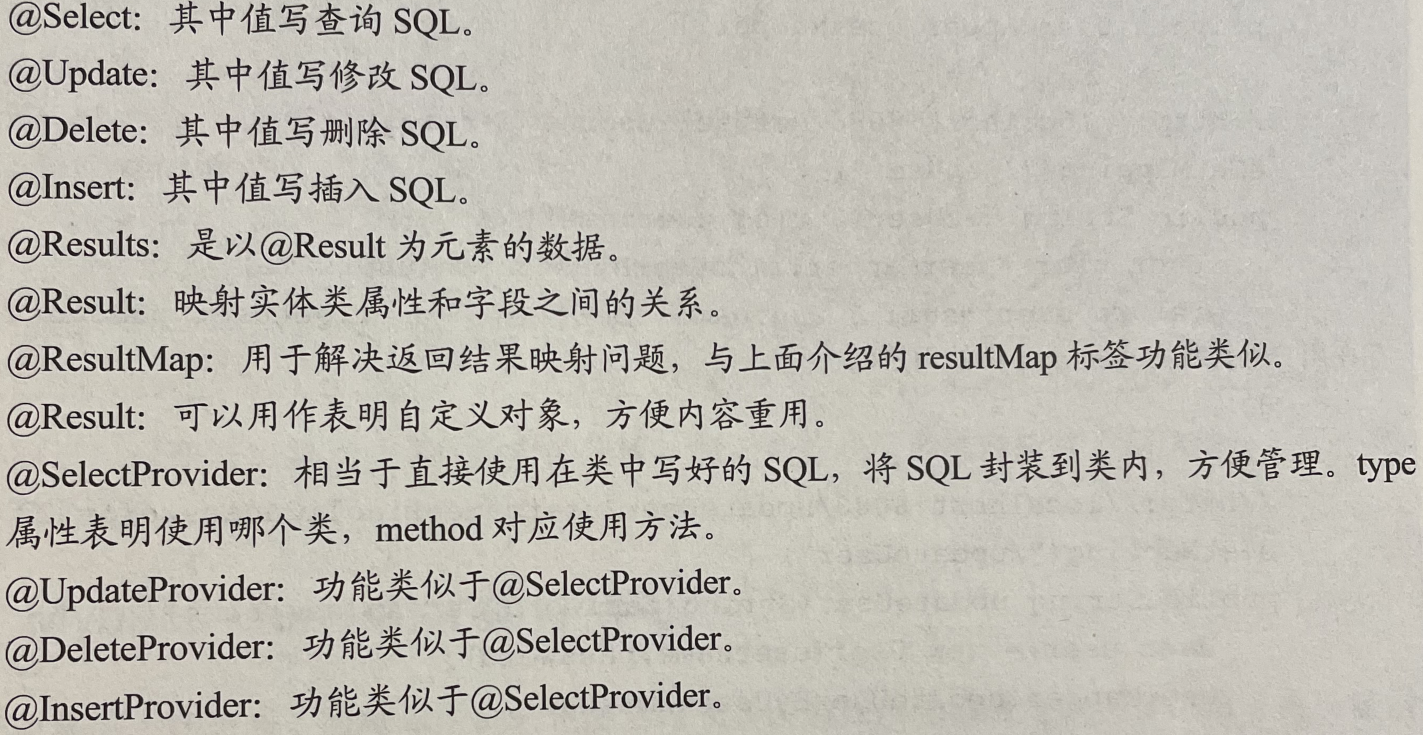 @Select：其中值写查询 SQL。
@Update：其中值写修改 SQL。
@Delete：其中值写删除 SQL。
@Insert：其中值写插入 SQL。
@Results：是以@Result 为元素的数据。
@Result：映射实体类属性和字段之间的关系。
@ResultMap：用于解决返回结果映射问题，与上面介绍的 resultMap 标签功能类似。
@Result：可以用作表明自定义对象，方便内容重用。
@SelectProvider：相当于直接使用在类中写好的 SQL，将 SQL 封装到类内，方便管理。type
属性表明使用哪个类，method 对应使用方法。
@UpdateProvider：功能类似于@SelectProvider。
@DeleteProvider：功能类似于@SelectProvider。
@InsertProvider：功能类似于@SelectProvider。